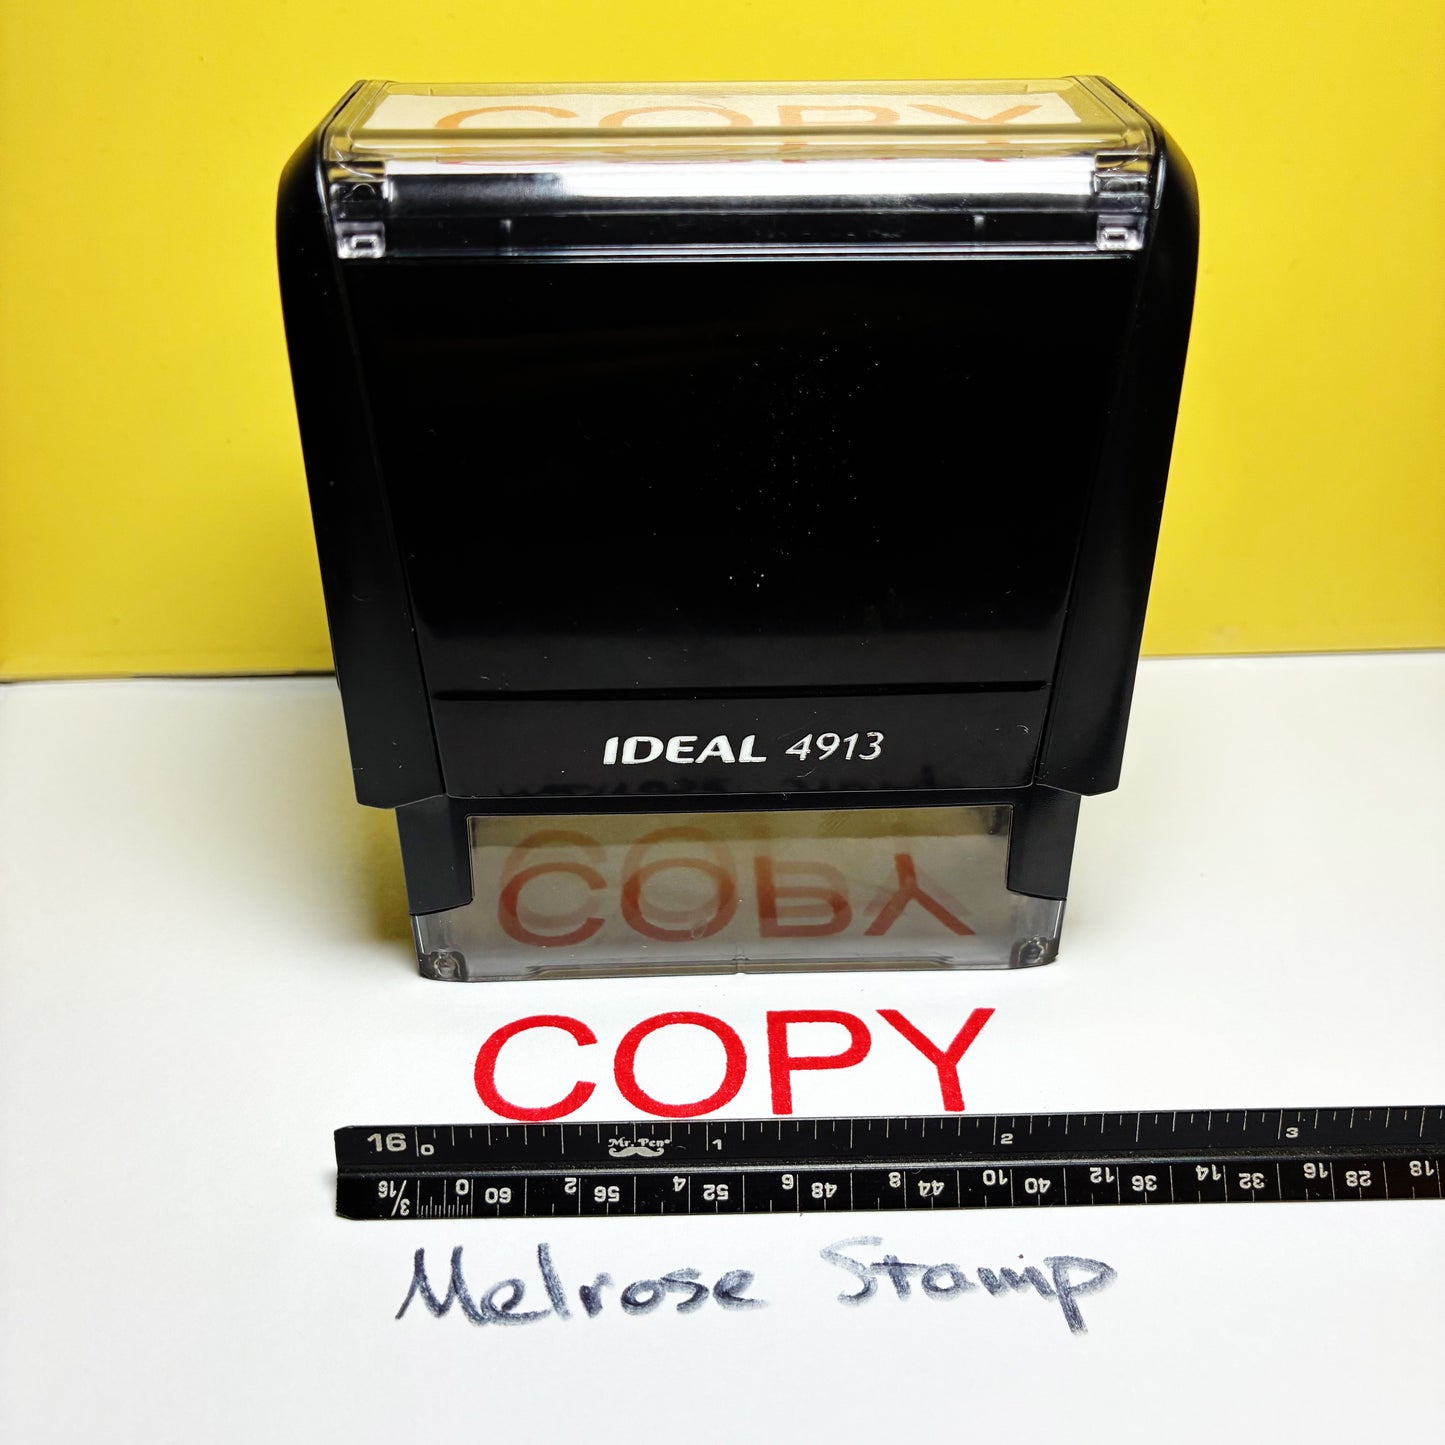 COPY
IDEAL 4913
COPY
COPY
16 0 1 2 3
Mr. Pen
3/16 0 60 2 56 4 52 6 48 8 44 10 40 12 36 14 32 16 28 18
Melrose Stamp